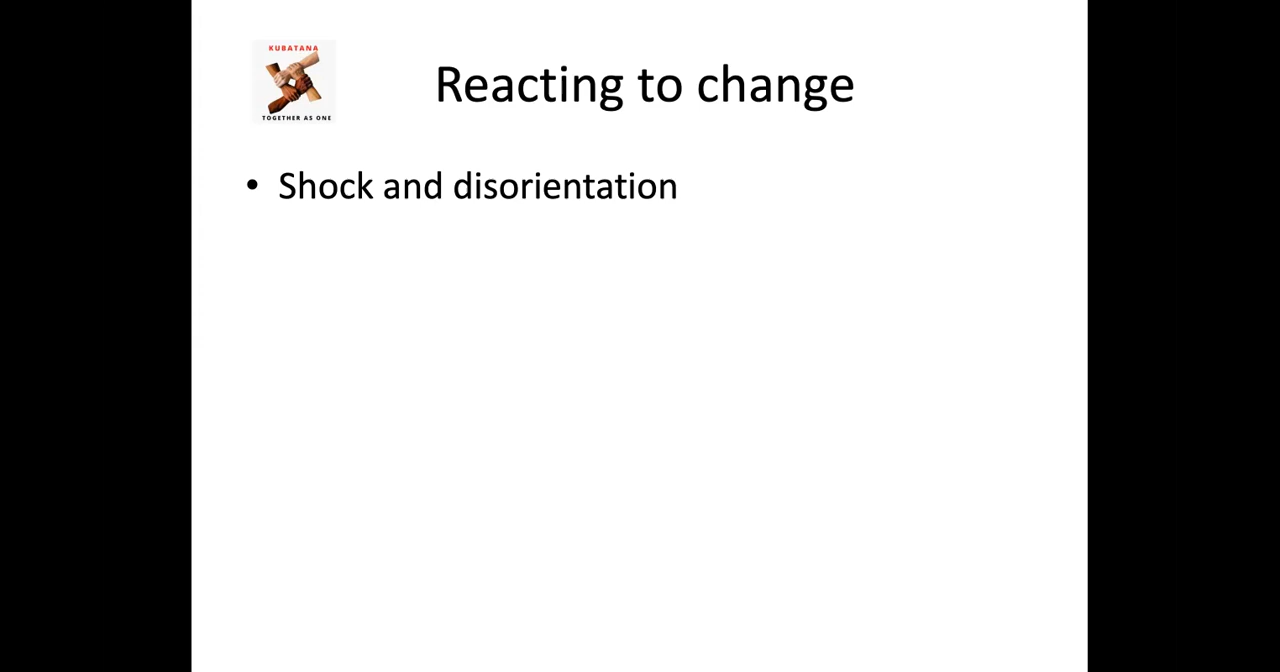 KUBATANA
TOGETHER AS ONE
Reacting to change
• Shock and disorientation